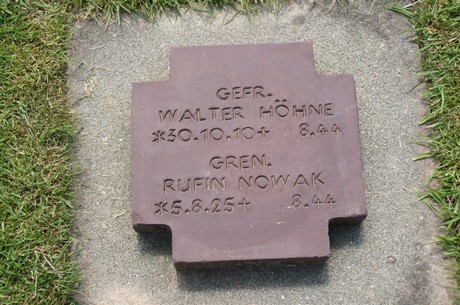 GEFR.
WALTER HÖHNE
*30.10.10+ 8.44
GREN.
RUFIN NOWAK
*5.8.25+ 8.44